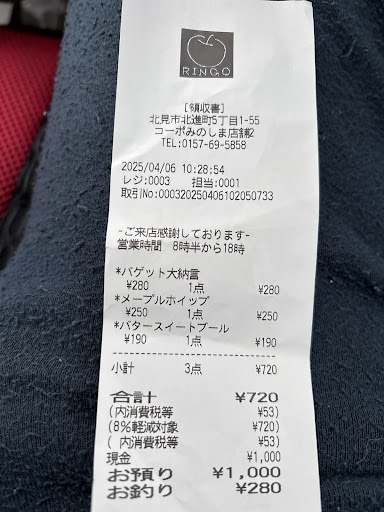 RINGO
[領収書]
北見市北進町5丁目1-55
コーポみのしま店舗2
TEL:0157-69-5858
2025/04/06 10:28:54
レジ:0003 担当:0001
取引No:000320250406102050733
-ご来店感謝しております-
営業時間 8時半から18時
*バゲット大納言
¥280 1点 ¥280
*メープルホイップ
¥250 1点 ¥250
*バタースイートブール
¥190 1点 ¥190
小計 3点 ¥720
合計 ¥720
(内消費税等 ¥53)
(8%軽減対象 ¥720)
( 内消費税等 ¥53)
現金 ¥1,000
お預り ¥1,000
お釣り ¥280